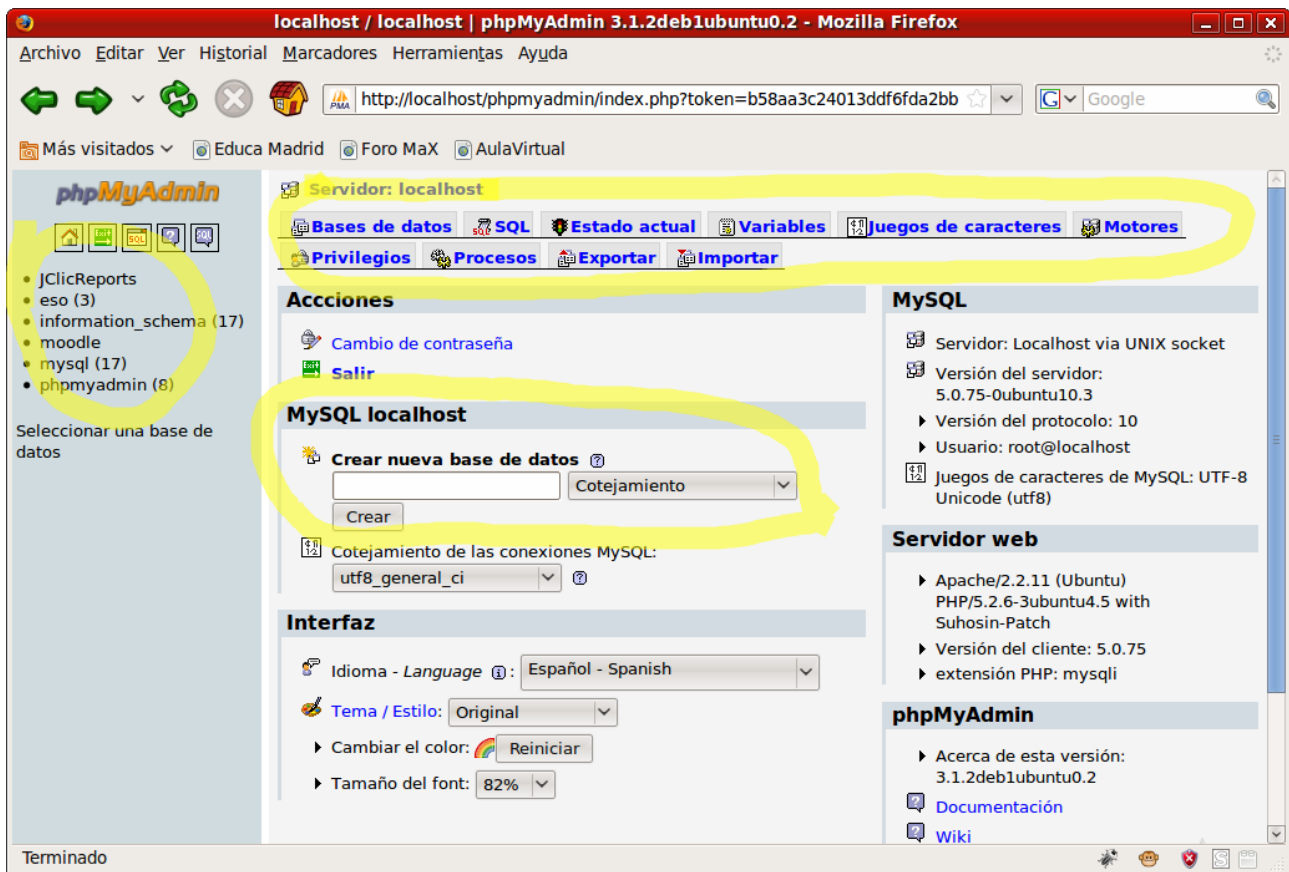 localhost / localhost | phpMyAdmin 3.1.2deb1ubuntu0.2 - Mozilla Firefox
Archivo Editar Ver Historial Marcadores Herramientas Ayuda
PMA http://localhost/phpmyadmin/index.php?token=b58aa3c24013ddf6fda2bb G Google
Más visitados Educa Madrid Foro MaX AulaVirtual
phpMyAdmin
Exit SQL SQL
JClicReports
eso (3)
information_schema (17)
moodle
mysql (17)
phpmyadmin (8)
Seleccionar una base de
datos
Servidor: localhost
Bases de datos SQL Estado actual Variables Juegos de caracteres Motores
Privilegios Procesos Exportar Importar
Accciones
Cambio de contraseña
Exit Salir
MySQL localhost
Crear nueva base de datos
Cotejamiento
Crear
Cotejamiento de las conexiones MySQL:
utf8_general_ci
Interfaz
Idioma - Language : Español - Spanish
Tema / Estilo: Original
Cambiar el color: Reiniciar
Tamaño del font: 82%
MySQL
Servidor: Localhost via UNIX socket
Versión del servidor:
5.0.75-0ubuntu10.3
Versión del protocolo: 10
Usuario: root@localhost
Juegos de caracteres de MySQL: UTF-8
Unicode (utf8)
Servidor web
Apache/2.2.11 (Ubuntu)
PHP/5.2.6-3ubuntu4.5 with
Suhosin-Patch
Versión del cliente: 5.0.75
extensión PHP: mysqli
phpMyAdmin
Acerca de esta versión:
3.1.2deb1ubuntu0.2
Documentación
Wiki
Terminado